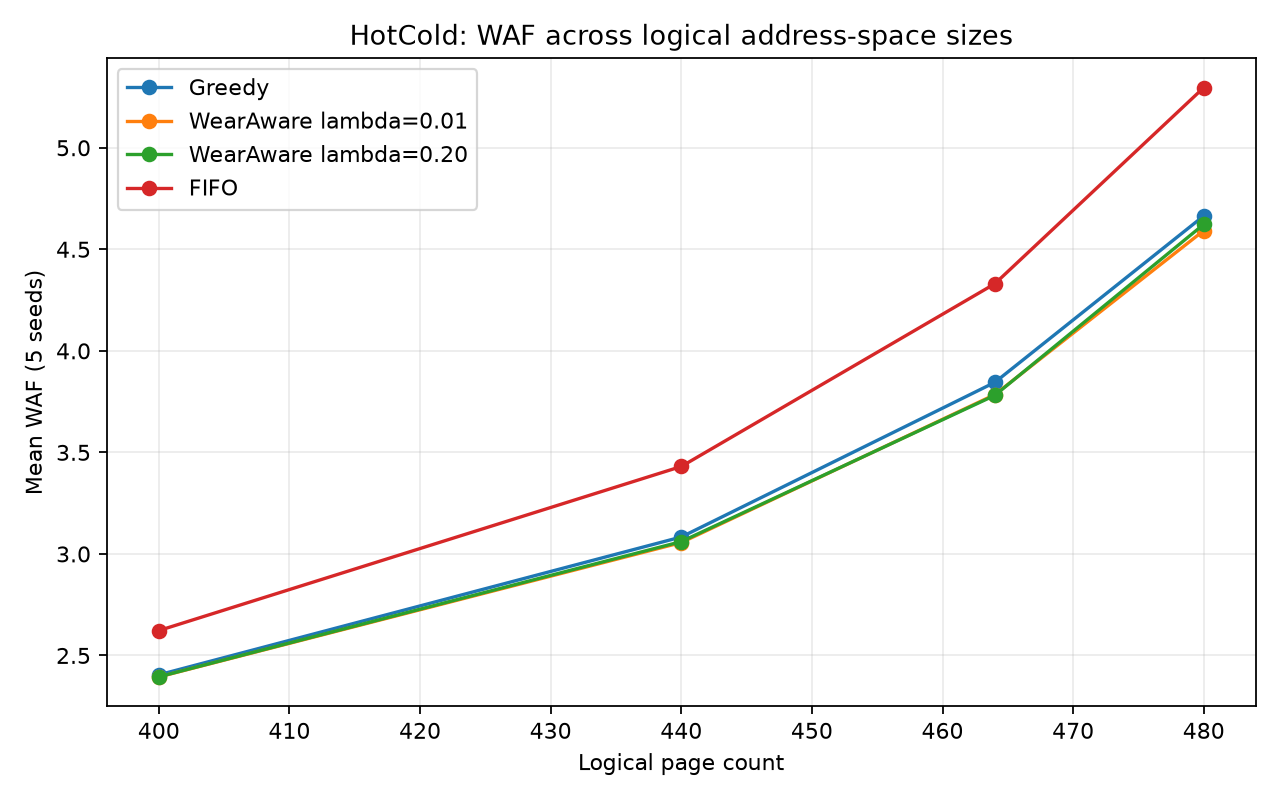 HotCold: WAF across logical address-space sizes
Greedy
WearAware lambda=0.01
WearAware lambda=0.20
FIFO
Mean WAF (5 seeds)
5.0
4.5
4.0
3.5
3.0
2.5
400 410 420 430 440 450 460 470 480
Logical page count